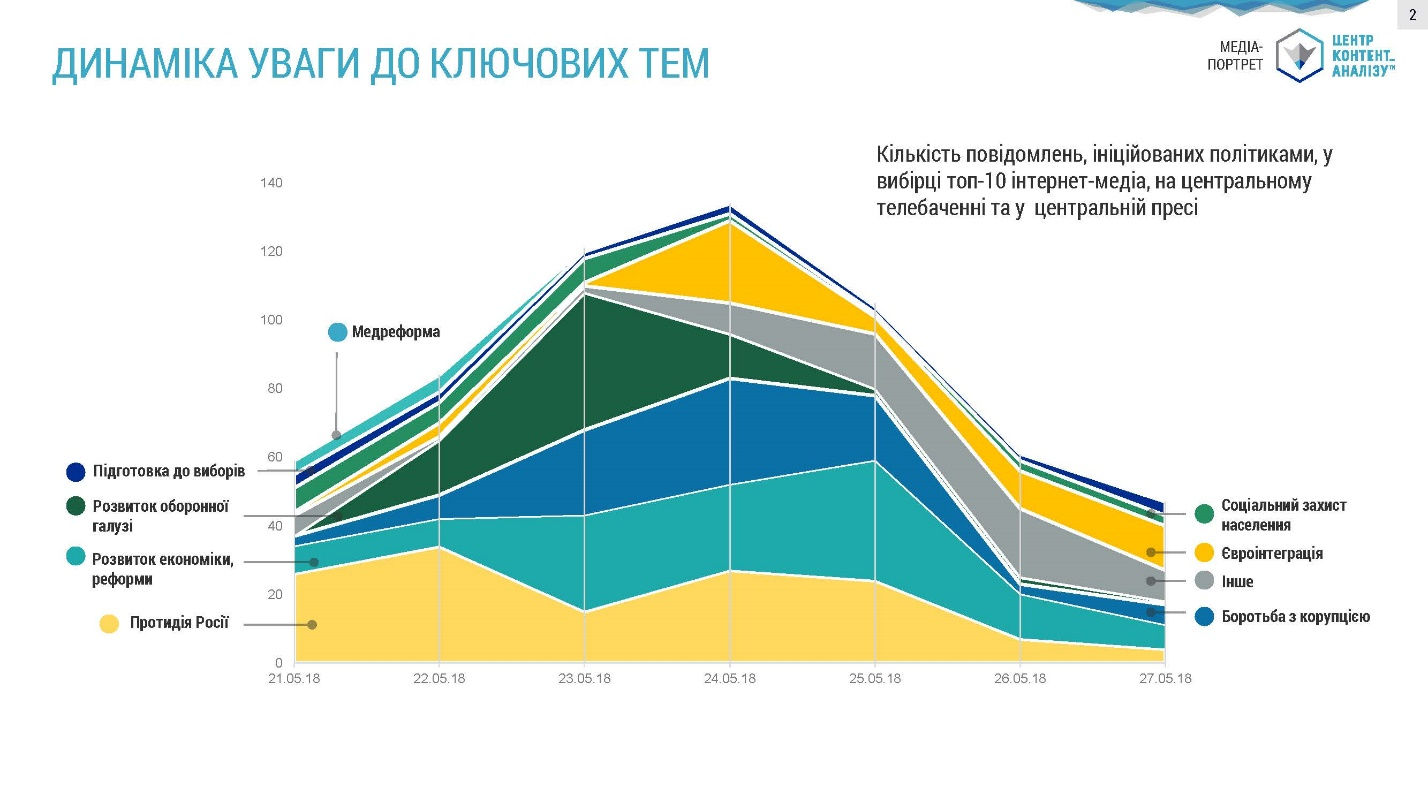 2
ДИНАМІКА УВАГИ ДО КЛЮЧОВИХ ТЕМ
МЕДІА-
ПОРТРЕТ
ЦЕНТР
КОНТЕНТ_
АНАЛІЗУ™
Кількість повідомлень, ініційованих політиками, у
вибірці топ-10 інтернет-медіа, на центральному
телебаченні та у центральній пресі
140
120
100
80
60
40
20
0
Медреформа
Підготовка до виборів
Розвиток оборонної
галузі
Розвиток економіки,
реформи
Протидія Росії
Соціальний захист
населення
Євроінтеграція
Інше
Боротьба з корупцією
21.05.18
22.05.18
23.05.18
24.05.18
25.05.18
26.05.18
27.05.18